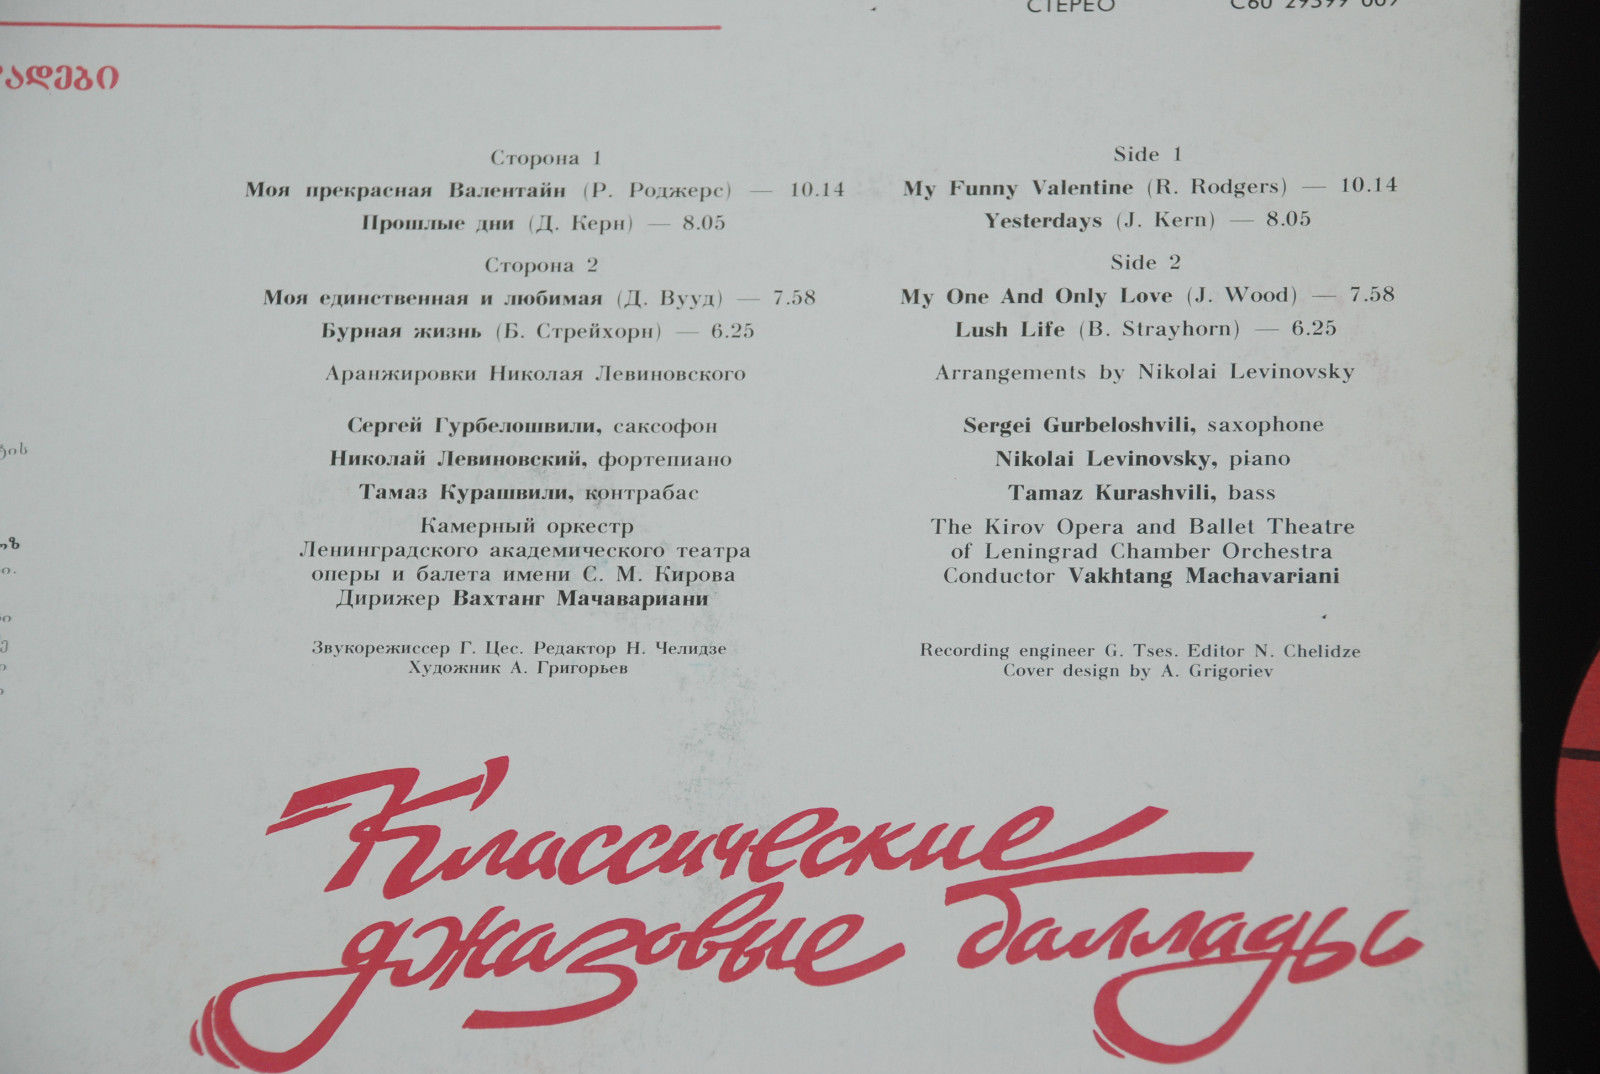 СТЕРЕО
ადები
Сторона 1
Моя прекрасная Валентайн (Р. Роджерс) — 10.14
Прошлые дни (Д. Керн) — 8.05
Сторона 2
Моя единственная и любимая (Д. Вууд) — 7.58
Бурная жизнь (Б. Стрейхорн) — 6.25
Аранжировки Николая Левиновского
Сергей Гурбелошвили, саксофон
Николай Левиновский, фортепиано
Тамаз Курашвили, контрабас
Камерный оркестр
Ленинградского академического театра
оперы и балета имени С. М. Кирова
Дирижер Вахтанг Мачавариани
Звукорежиссер Г. Цес. Редактор Н. Челидзе
Художник А. Григорьев
Side 1
My Funny Valentine (R. Rodgers) — 10.14
Yesterdays (J. Kern) — 8.05
Side 2
My One And Only Love (J. Wood) — 7.58
Lush Life (B. Strayhorn) — 6.25
Arrangements by Nikolai Levinovsky
Sergei Gurbeloshvili, saxophone
Nikolai Levinovsky, piano
Tamaz Kurashvili, bass
The Kirov Opera and Ballet Theatre
of Leningrad Chamber Orchestra
Conductor Vakhtang Machavariani
Recording engineer G. Tses. Editor N. Chelidze
Cover design by A. Grigoriev
Классические
джазовые баллады